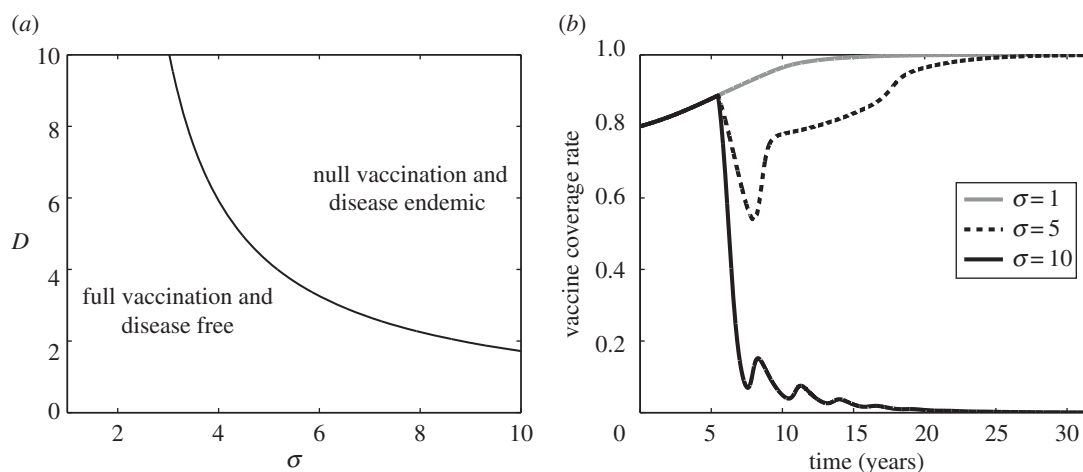 (a)
10
8
6
D
4
2
0
2
4
6
8
10
σ
null vaccination and
disease endemic
full vaccination and
disease free
(b)
1.0
0.8
0.6
0.4
0.2
0
5
10
15
20
25
30
vaccine coverage rate
time (years)
σ = 1
σ = 5
σ = 10